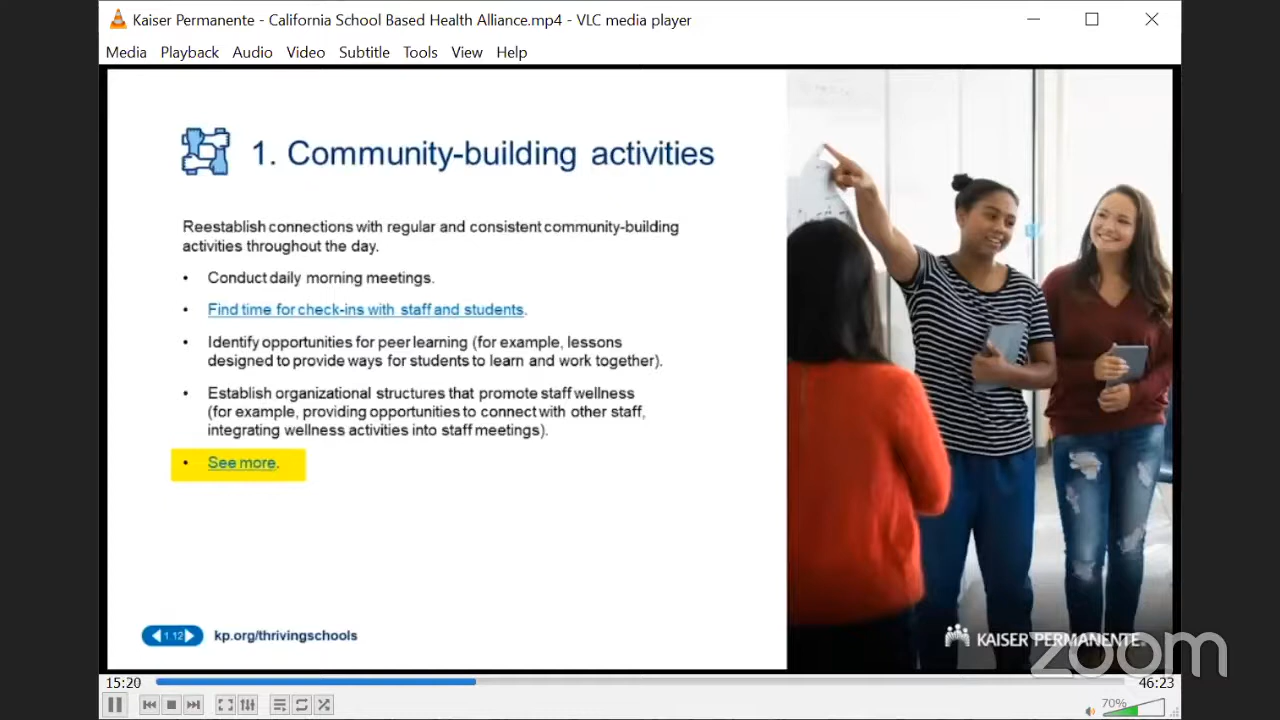 Kaiser Permanente - California School Based Health Alliance.mp4 - VLC media player
Media Playback Audio Video Subtitle Tools View Help
1. Community-building activities
Reestablish connections with regular and consistent community-building
activities throughout the day.
• Conduct daily morning meetings.
• Find time for check-ins with staff and students.
• Identify opportunities for peer learning (for example, lessons
designed to provide ways for students to learn and work together).
• Establish organizational structures that promote staff wellness
(for example, providing opportunities to connect with other staff,
integrating wellness activities into staff meetings).
• See more.
1.12 kp.org/thrivingschools
KAISER PERMANENTE
zoom
15:20 46:23
70%